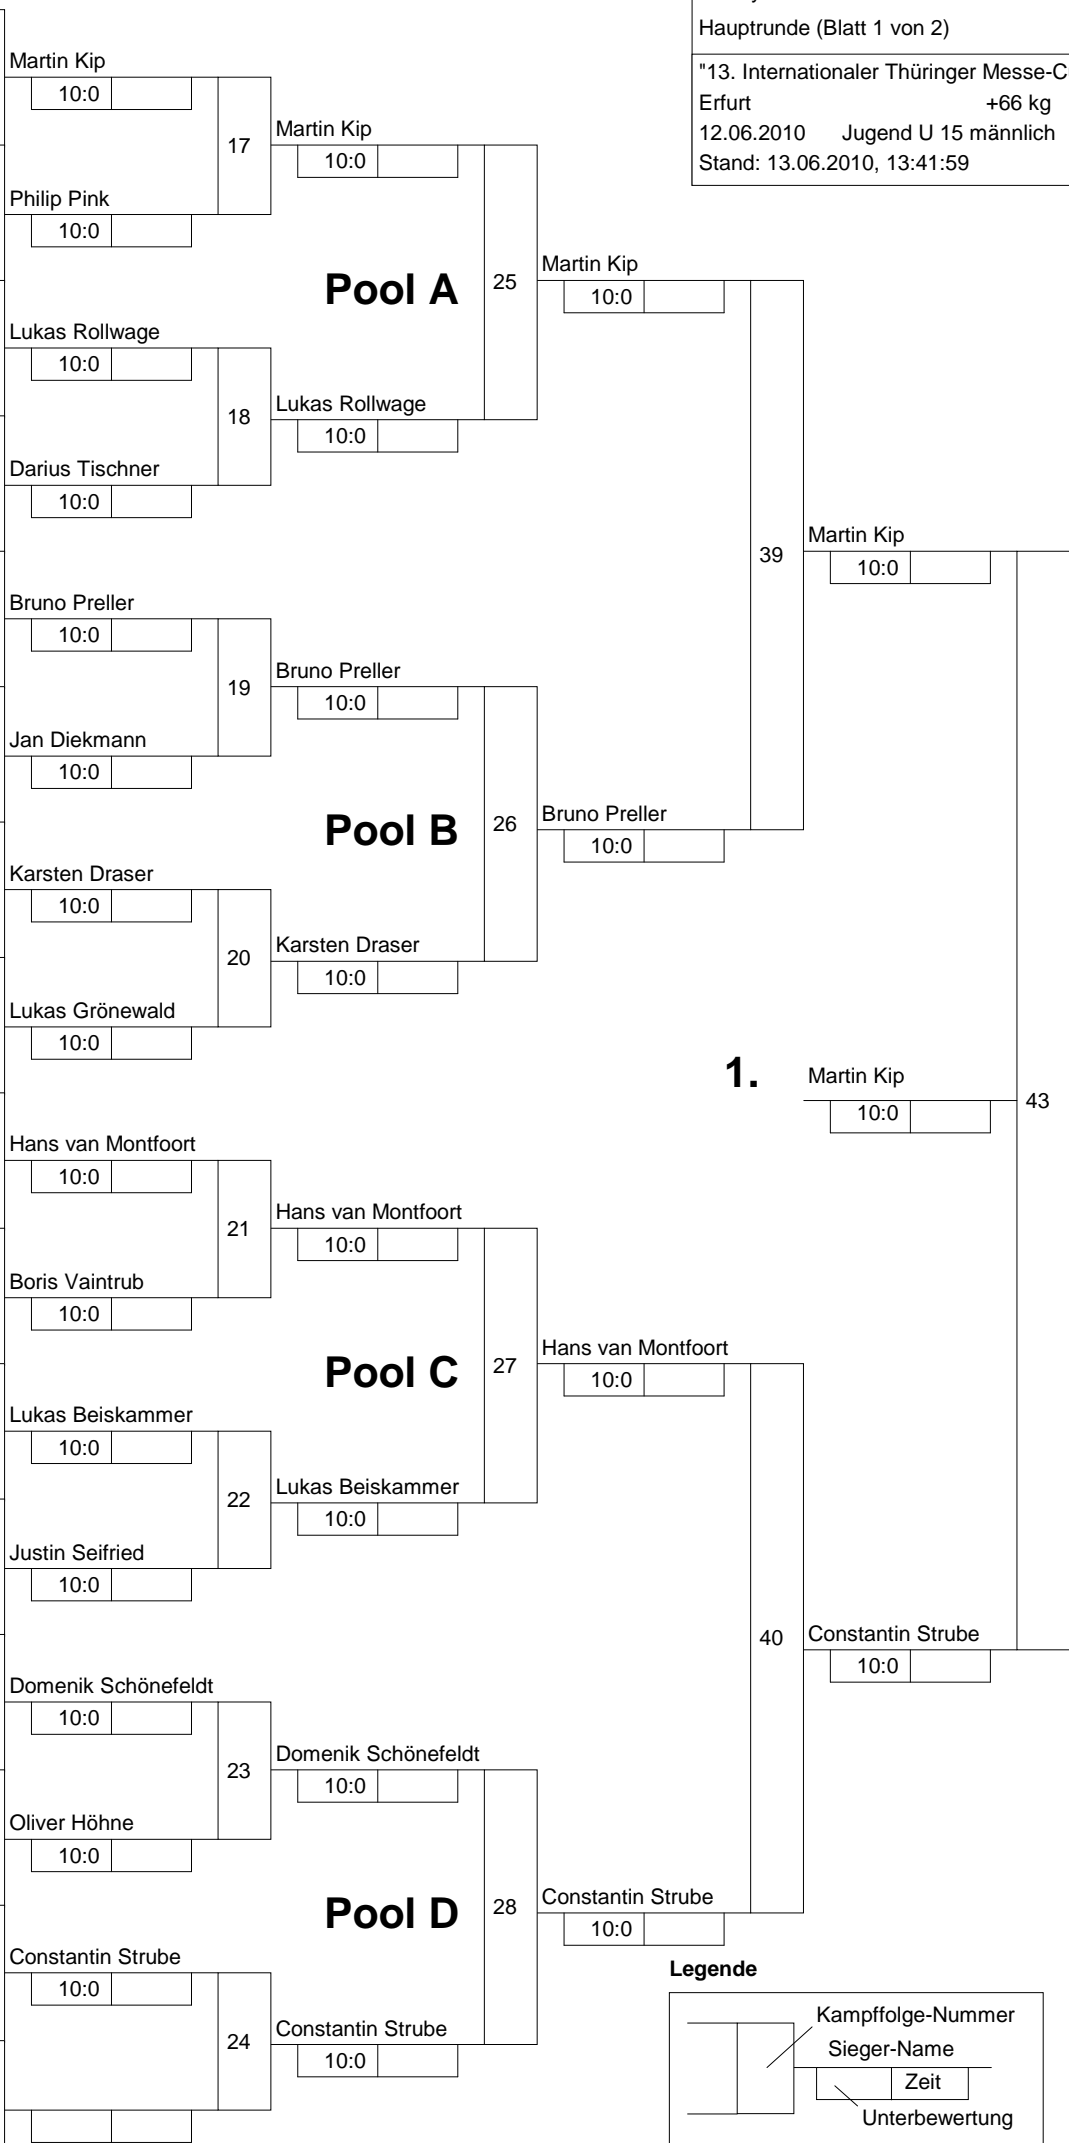 Hauptrunde (Blatt 1 von 2)
"13. Internationaler Thüringer
Erfurt +66 kg
12.06.2010 Jugend U 15 männlich
Stand: 13.06.2010, 13:41:59
Martin Kip
10:0
17
Philip Pink
10:0
Martin Kip
10:0
Pool A
25
Lukas Rollwage
10:0
18
Darius Tischner
10:0
Lukas Rollwage
10:0
Martin Kip
10:0
39
Martin Kip
10:0
Bruno Preller
10:0
19
Jan Diekmann
10:0
Bruno Preller
10:0
Pool B
26
Bruno Preller
10:0
Karsten Draser
10:0
20
Lukas Grönewald
10:0
Karsten Draser
10:0
1.
Martin Kip
10:0
43
Hans van Montfoort
10:0
21
Boris Vaintrub
10:0
Hans van Montfoort
10:0
Pool C
27
Hans van Montfoort
10:0
Lukas Beiskammer
10:0
22
Justin Seifried
10:0
Lukas Beiskammer
10:0
40
Constantin Strube
10:0
Domenik Schönefeldt
10:0
23
Oliver Höhne
10:0
Domenik Schönefeldt
10:0
Pool D
28
Constantin Strube
10:0
Constantin Strube
10:0
24
Constantin Strube
10:0
Legende
Kampffolge-Nummer
Sieger-Name
Zeit
Unterbewertung